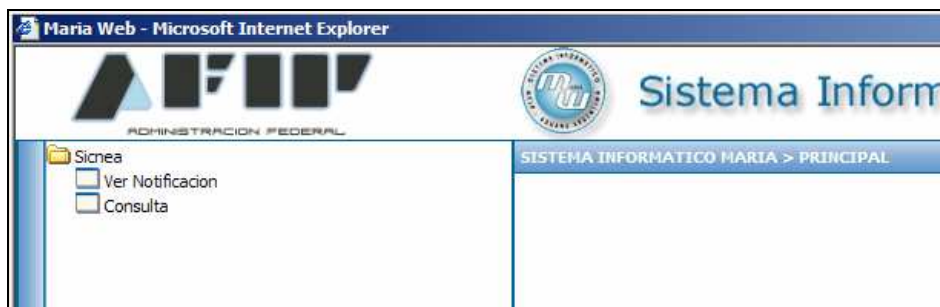 Maria Web - Microsoft Internet Explorer
AFIP
ADMINISTRACION FEDERAL
Sistema Inform
Sicnea
Ver Notificacion
Consulta
SISTEMA INFORMATICO MARIA > PRINCIPAL